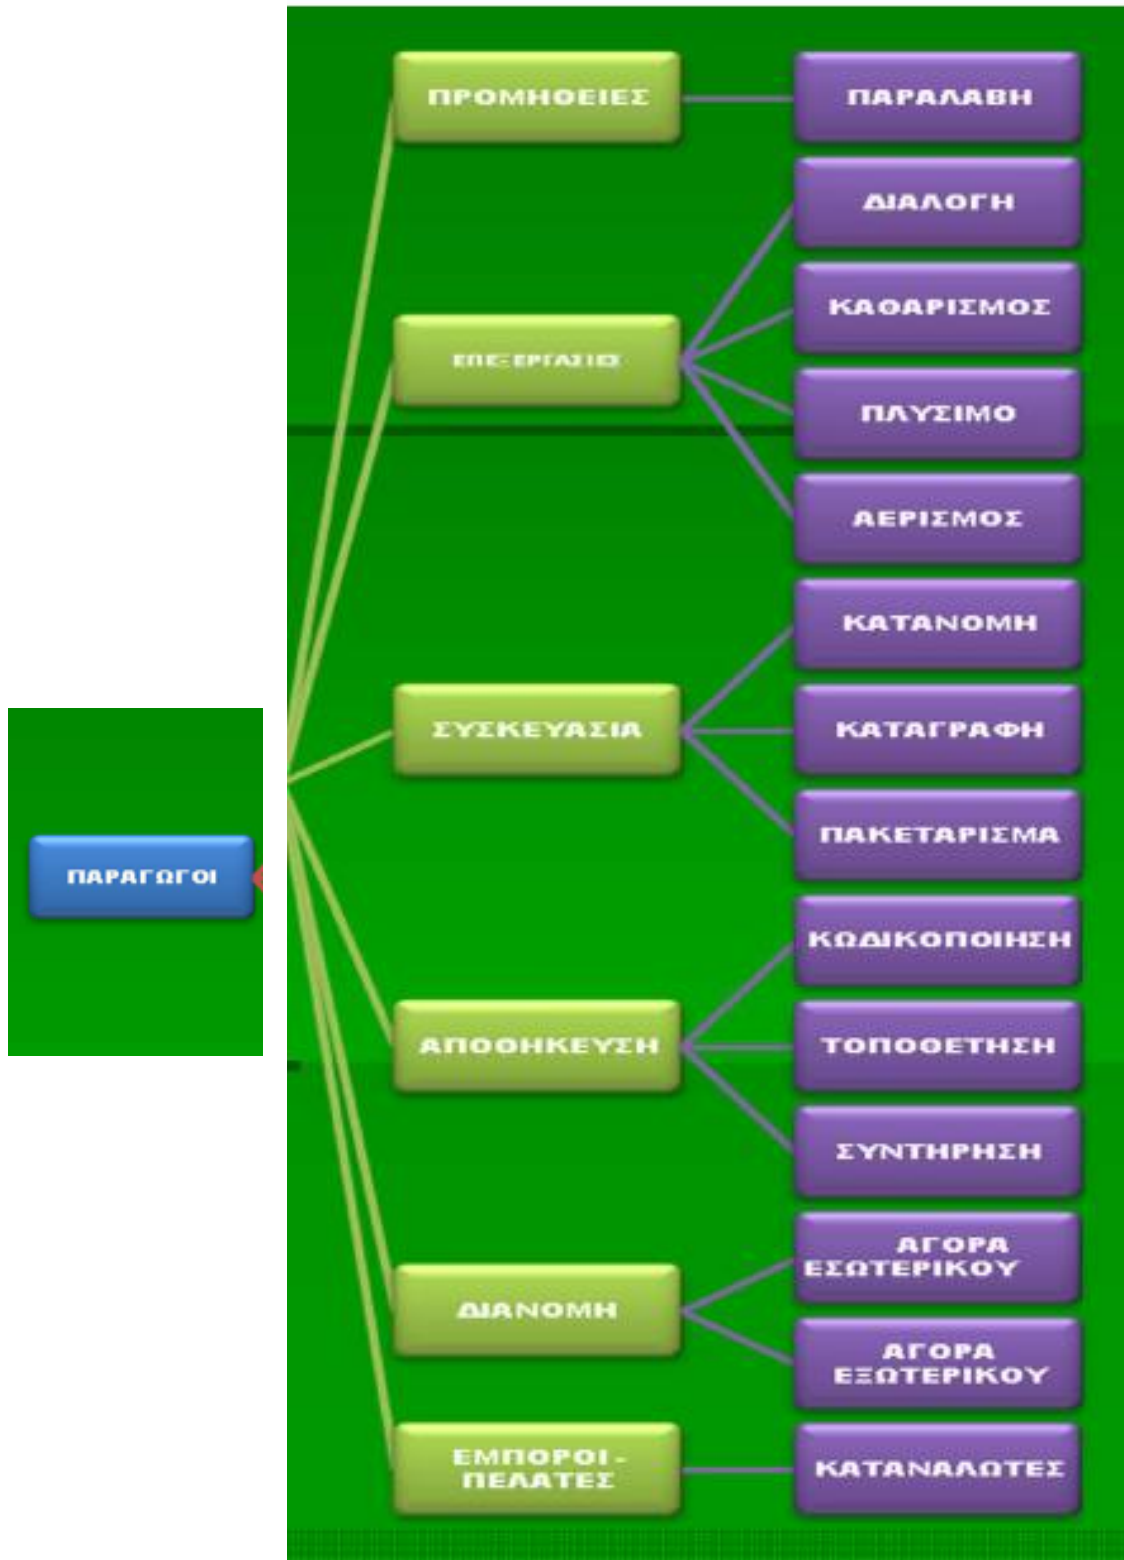 ΠΑΡΑΓΩΓΟΙ
ΠΡΟΜΗΘΕΙΕΣ
ΠΑΡΑΛΑΒΗ
ΕΠΕΞΕΡΓΑΣΙΕΣ
ΔΙΑΛΟΓΗ
ΚΑΘΑΡΙΣΜΟΣ
ΠΛΥΣΙΜΟ
ΑΕΡΙΣΜΟΣ
ΣΥΣΚΕΥΑΣΙΑ
ΚΑΤΑΝΟΜΗ
ΚΑΤΑΓΡΑΦΗ
ΠΑΚΕΤΑΡΙΣΜΑ
ΑΠΟΘΗΚΕΥΣΗ
ΚΩΔΙΚΟΠΟΙΗΣΗ
ΤΟΠΟΘΕΤΗΣΗ
ΣΥΝΤΗΡΗΣΗ
ΔΙΑΝΟΜΗ
ΑΓΟΡΑ
ΕΣΩΤΕΡΙΚΟΥ
ΑΓΟΡΑ
ΕΞΩΤΕΡΙΚΟΥ
ΕΜΠΟΡΟΙ -
ΠΕΛΑΤΕΣ
ΚΑΤΑΝΑΛΩΤΕΣ